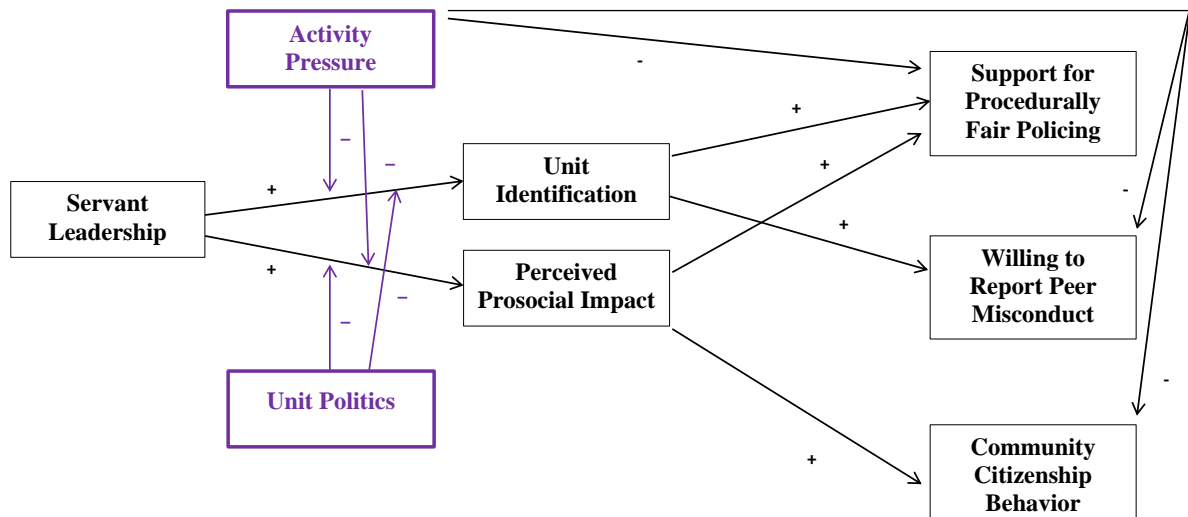 Activity
Pressure
-
Support for
Procedurally
Fair Policing
+
–
–
+
Unit
Identification
+
-
Servant
Leadership
+
+
+
Perceived
Prosocial Impact
Willing to
Report Peer
Misconduct
–
–
Unit Politics
-
+
Community
Citizenship
Behavior